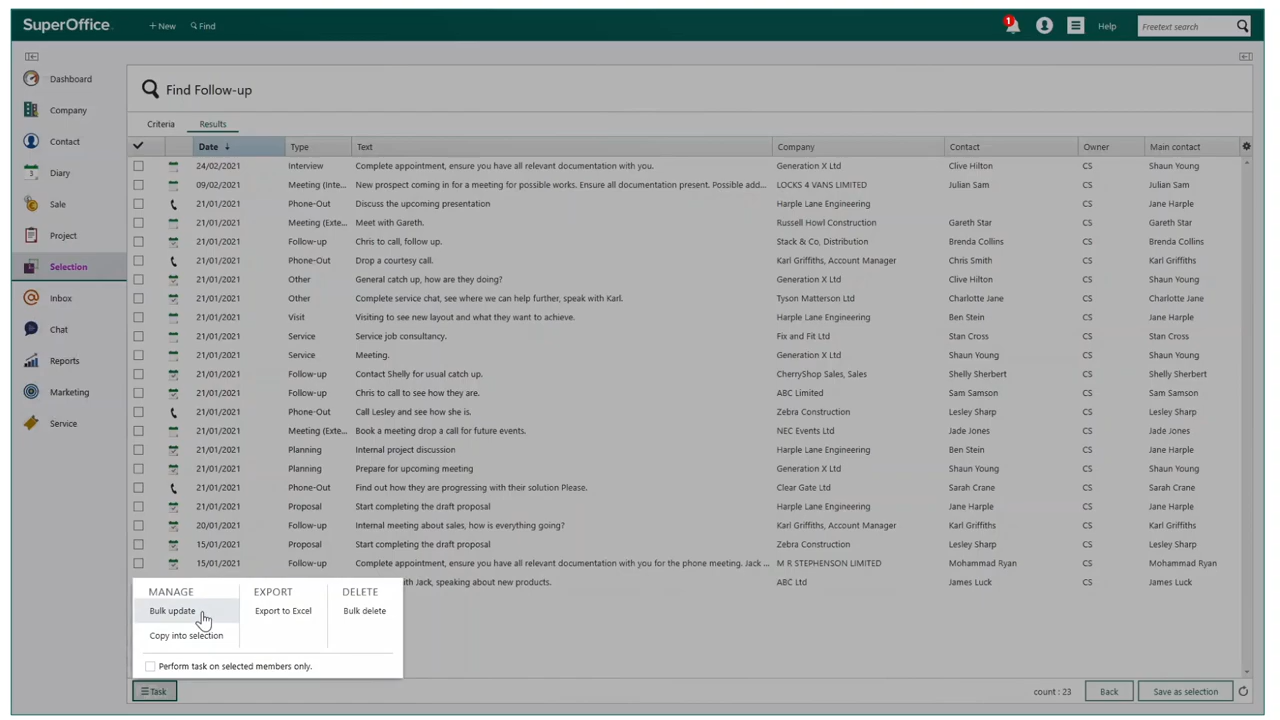 SuperOffice. + New Find 1 Help Freetext search
Dashboard
Company
Contact
3 Diary
Sale
Project
Selection
Inbox
Chat
Reports
Marketing
Service
Find Follow-up
Criteria Results
Date ↓ Type Text Company Contact Owner Main contact
24/02/2021 Interview Complete appointment, ensure you have all relevant documentation with you. Generation X Ltd Clive Hilton CS Shaun Young
09/02/2021 Meeting (Inte... New prospect coming in for a meeting for possible works. Ensure all documentation present. Possible add... LOCKS 4 VANS LIMITED Julian Sam CS Julian Sam
21/01/2021 Phone-Out Discuss the upcoming presentation Harple Lane Engineering CS Jane Harple
21/01/2021 Meeting (Exte... Meet with Gareth. Russell Howl Construction Gareth Star CS Gareth Star
21/01/2021 Follow-up Chris to call, follow up. Stack & Co, Distribution Brenda Collins CS Brenda Collins
21/01/2021 Phone-Out Drop a courtesy call. Karl Griffiths, Account Manager Chris Smith CS Karl Griffiths
21/01/2021 Other General catch up, how are they doing? Generation X Ltd Clive Hilton CS Shaun Young
21/01/2021 Other Complete service chat, see where we can help further, speak with Karl. Tyson Matterson Ltd Charlotte Jane CS Charlotte Jane
21/01/2021 Visit Visiting to see new layout and what they want to achieve. Harple Lane Engineering Ben Stein CS Jane Harple
21/01/2021 Service Service job consultancy. Fix and Fit Ltd Stan Cross CS Stan Cross
21/01/2021 Service Meeting. Generation X Ltd Shaun Young CS Shaun Young
21/01/2021 Follow-up Contact Shelly for usual catch up. CherryShop Sales, Sales Shelly Sherbert CS Shelly Sherbert
21/01/2021 Follow-up Chris to call to see how they are. ABC Limited Sam Samson CS Sam Samson
21/01/2021 Phone-Out Call Lesley and see how she is. Zebra Construction Lesley Sharp CS Lesley Sharp
21/01/2021 Meeting (Exte... Book a meeting drop a call for future events. NEC Events Ltd Jade Jones CS Jade Jones
21/01/2021 Planning Internal project discussion Harple Lane Engineering Ben Stein CS Jane Harple
21/01/2021 Planning Prepare for upcoming meeting Generation X Ltd Shaun Young CS Shaun Young
21/01/2021 Phone-Out Find out how they are progressing with their solution Please. Clear Gate Ltd Sarah Crane CS Sarah Crane
21/01/2021 Proposal Start completing the draft proposal Harple Lane Engineering Jane Harple CS Jane Harple
20/01/2021 Follow-up Internal meeting about sales, how is everything going? Karl Griffiths, Account Manager Karl Griffiths CS Karl Griffiths
15/01/2021 Proposal Start completing the draft proposal Zebra Construction Lesley Sharp CS Lesley Sharp
15/01/2021 Follow-up Complete appointment, ensure you have all relevant documentation with you for the phone meeting. Jack ... M R STEPHENSON LIMITED Mohammad Ryan CS Mohammad Ryan
with Jack, speaking about new products. ABC Ltd James Luck CS James Luck
MANAGE EXPORT DELETE
Bulk update Export to Excel Bulk delete
Copy into selection
Perform task on selected members only.
Task count : 23 Back Save as selection